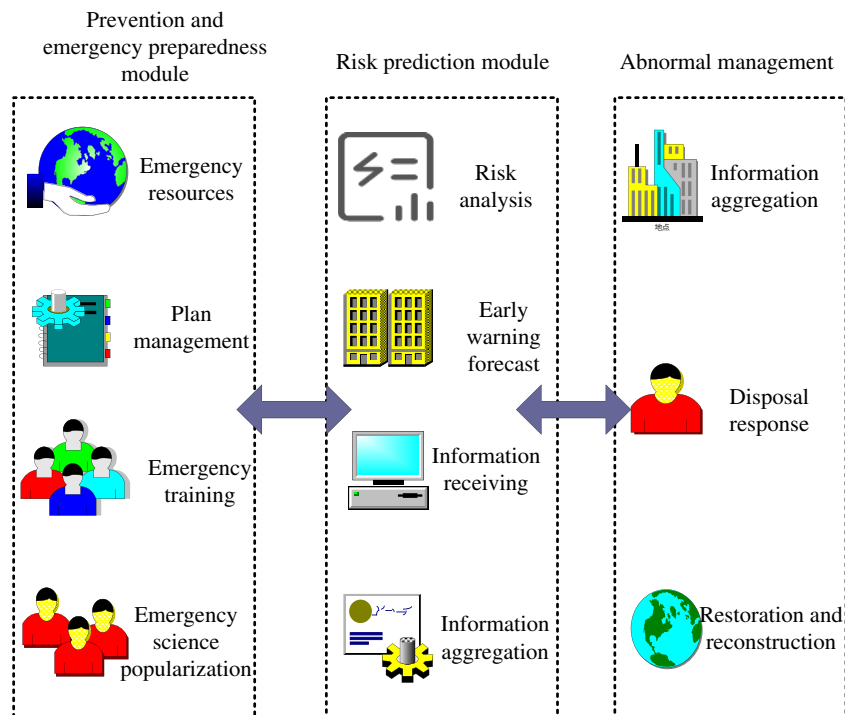 Prevention and
emergency preparedness
module
Risk prediction module
Abnormal management
Emergency
resources
Plan
management
Emergency
training
Emergency
science
popularization
Risk
analysis
Early
warning
forecast
Information
receiving
Information
aggregation
Information
aggregation
地点
Disposal
response
Restoration and
reconstruction